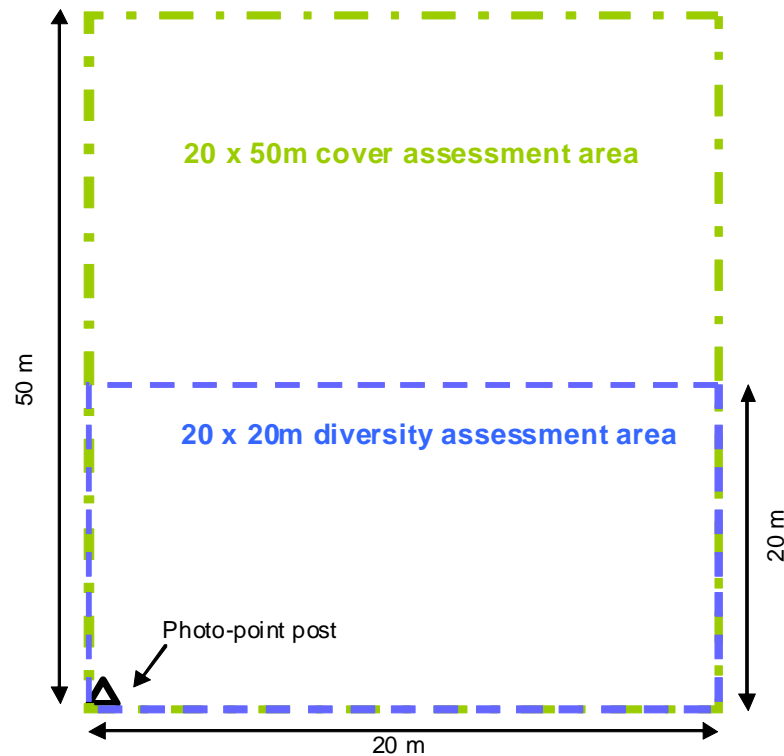 20 x 50m cover assessment area
50 m
20 x 20m diversity assessment area
20 m
Photo-point post
20 m